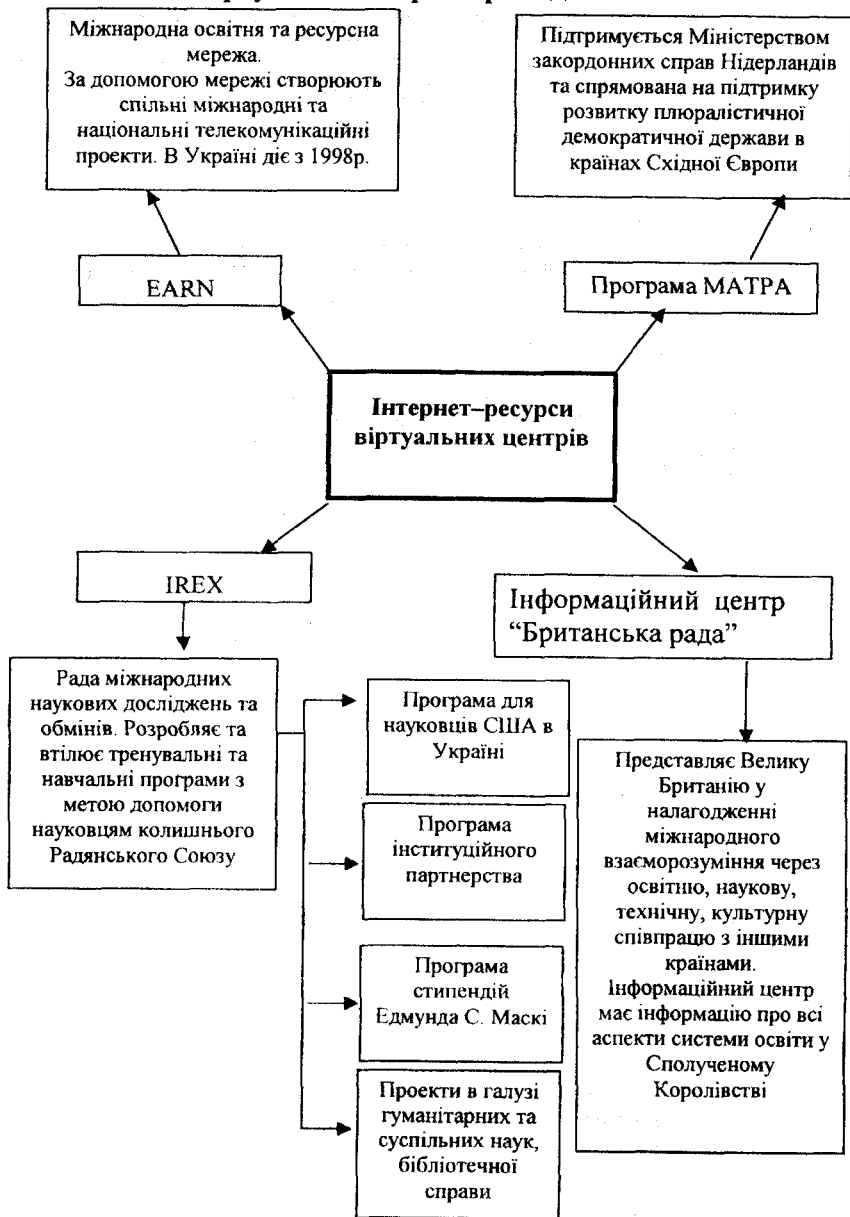 Міжнародна освітня та ресурсна
мережа.
За допомогою мережі створюють
спільні міжнародні та
національні телекомунікаційні
проекти. В Україні діє з 1998р.
Підтримується Міністерством
закордонних справ Нідерландів
та спрямована на підтримку
розвитку плюралістичної
демократичної держави в
країнах Східної Європи
EARN
Програма МАТРА
Інтернет–ресурси
віртуальних центрів
IREX
Інформаційний центр
“Британська рада”
Рада міжнародних
наукових досліджень та
обмінів. Розробляє та
втілює тренувальні та
навчальні програми з
метою допомоги
науковцям колишнього
Радянського Союзу
Програма для
науковців США в
Україні
Програма
інституційного
партнерства
Програма
стипендій
Едмунда С. Маскі
Проекти в галузі
гуманітарних та
суспільних наук,
бібліотечної
справи
Представляє Велику
Британію у
налагодженні
міжнародного
взаєморозуміння через
освітню, наукову,
технічну, культурну
співпрацю з іншими
країнами.
Інформаційний центр
має інформацію про всі
аспекти системи освіти у
Сполученому
Королівстві